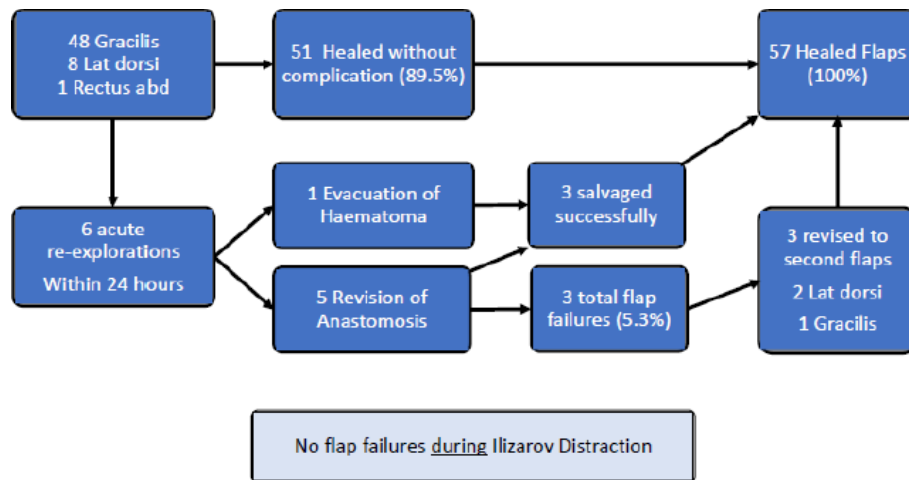 48 Gracilis
8 Lat dorsi
1 Rectus abd
51 Healed without
complication (89.5%)
57 Healed Flaps
(100%)
6 acute
re-explorations
Within 24 hours
1 Evacuation of
Haematoma
3 salvaged
successfully
5 Revision of
Anastomosis
3 total flap
failures (5.3%)
3 revised to
second flaps
2 Lat dorsi
1 Gracilis
No flap failures during Ilizarov Distraction